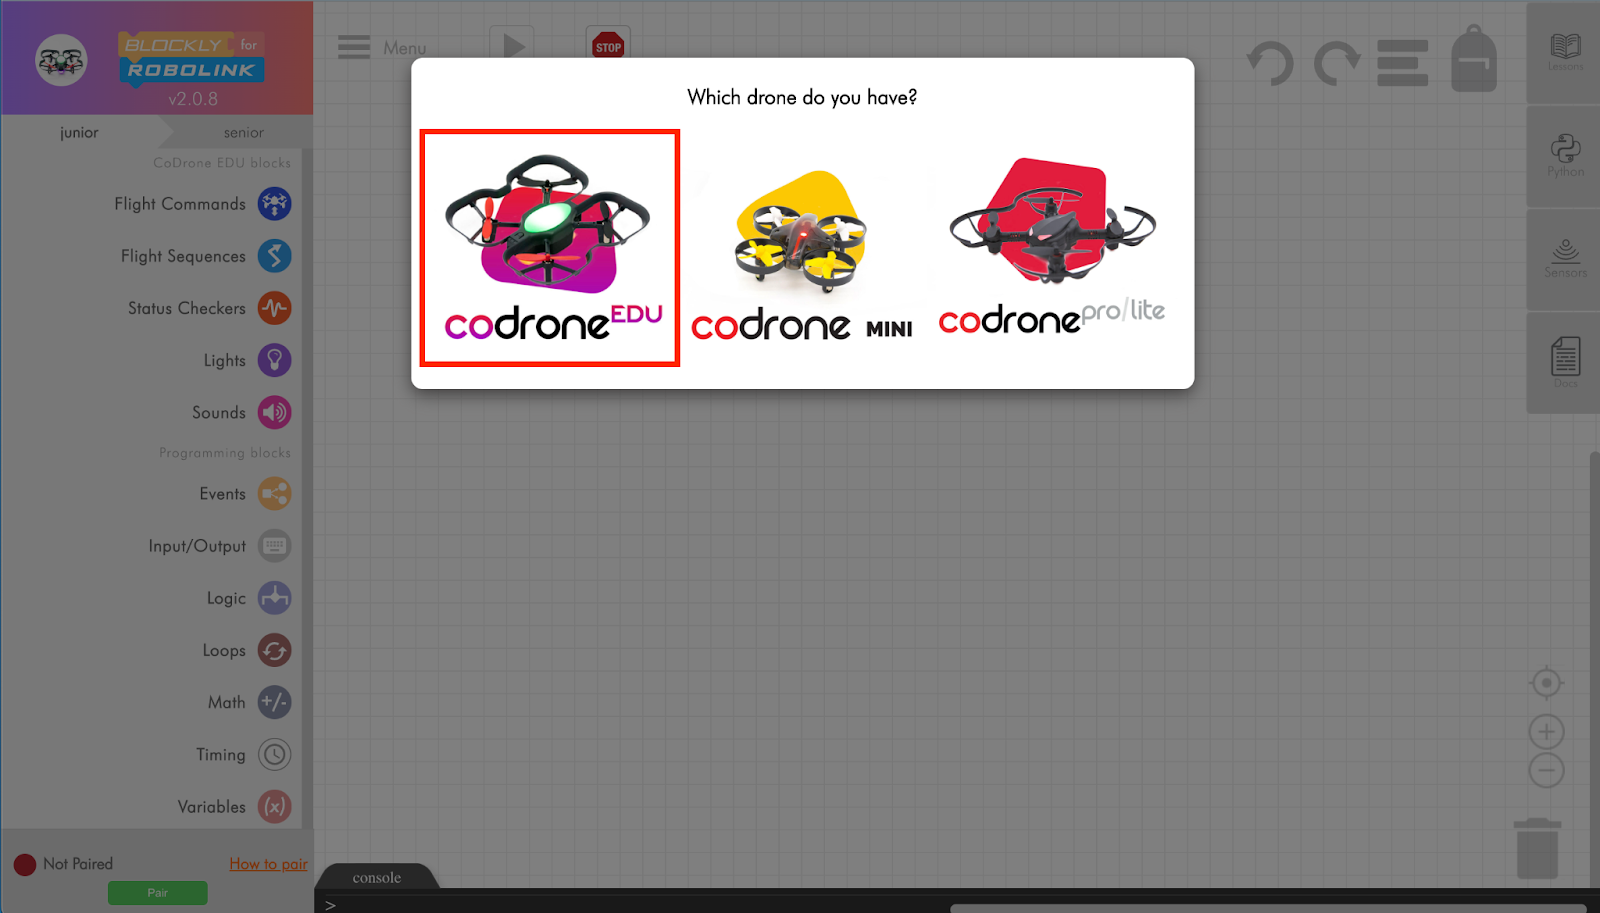 BLOCKLY for
ROBOLINK
v2.0.8
junior
senior
CoDrone EDU blocks
Flight Commands
Flight Sequences
Status Checkers
Lights
Sounds
Programming blocks
Events
Input/Output
Logic
Loops
Math
+/-
Timing
Variables
(x)
Not Paired
How to pair
Pair
Menu
STOP
Which drone do you have?
codrone EDU
codrone MINI
codrone pro/lite
Lessons
Python
Sensors
Docs
console
>